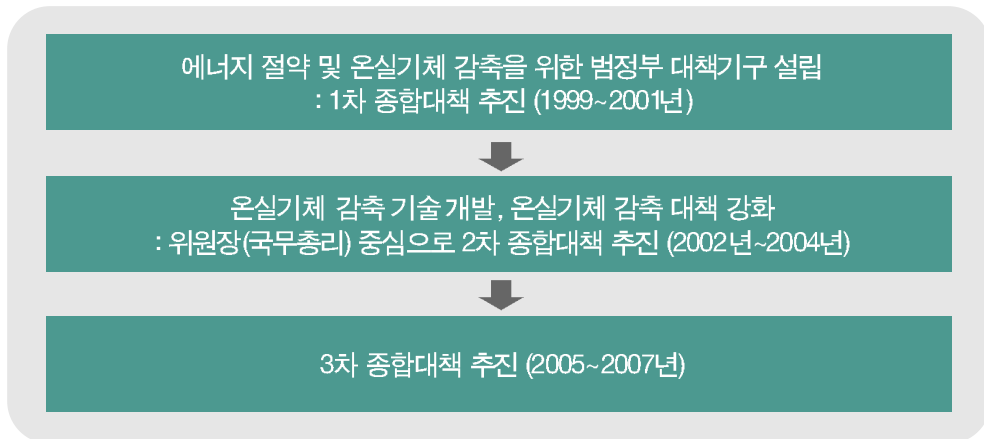 에너지 절약 및 온실기체 감축을 위한 범정부 대책기구 설립
: 1차 종합대책 추진 (1999~2001년)
온실기체 감축 기술 개발, 온실기체 감축 대책 강화
: 위원장(국무총리) 중심으로 2차 종합대책 추진 (2002년~2004년)
3차 종합대책 추진 (2005~2007년)